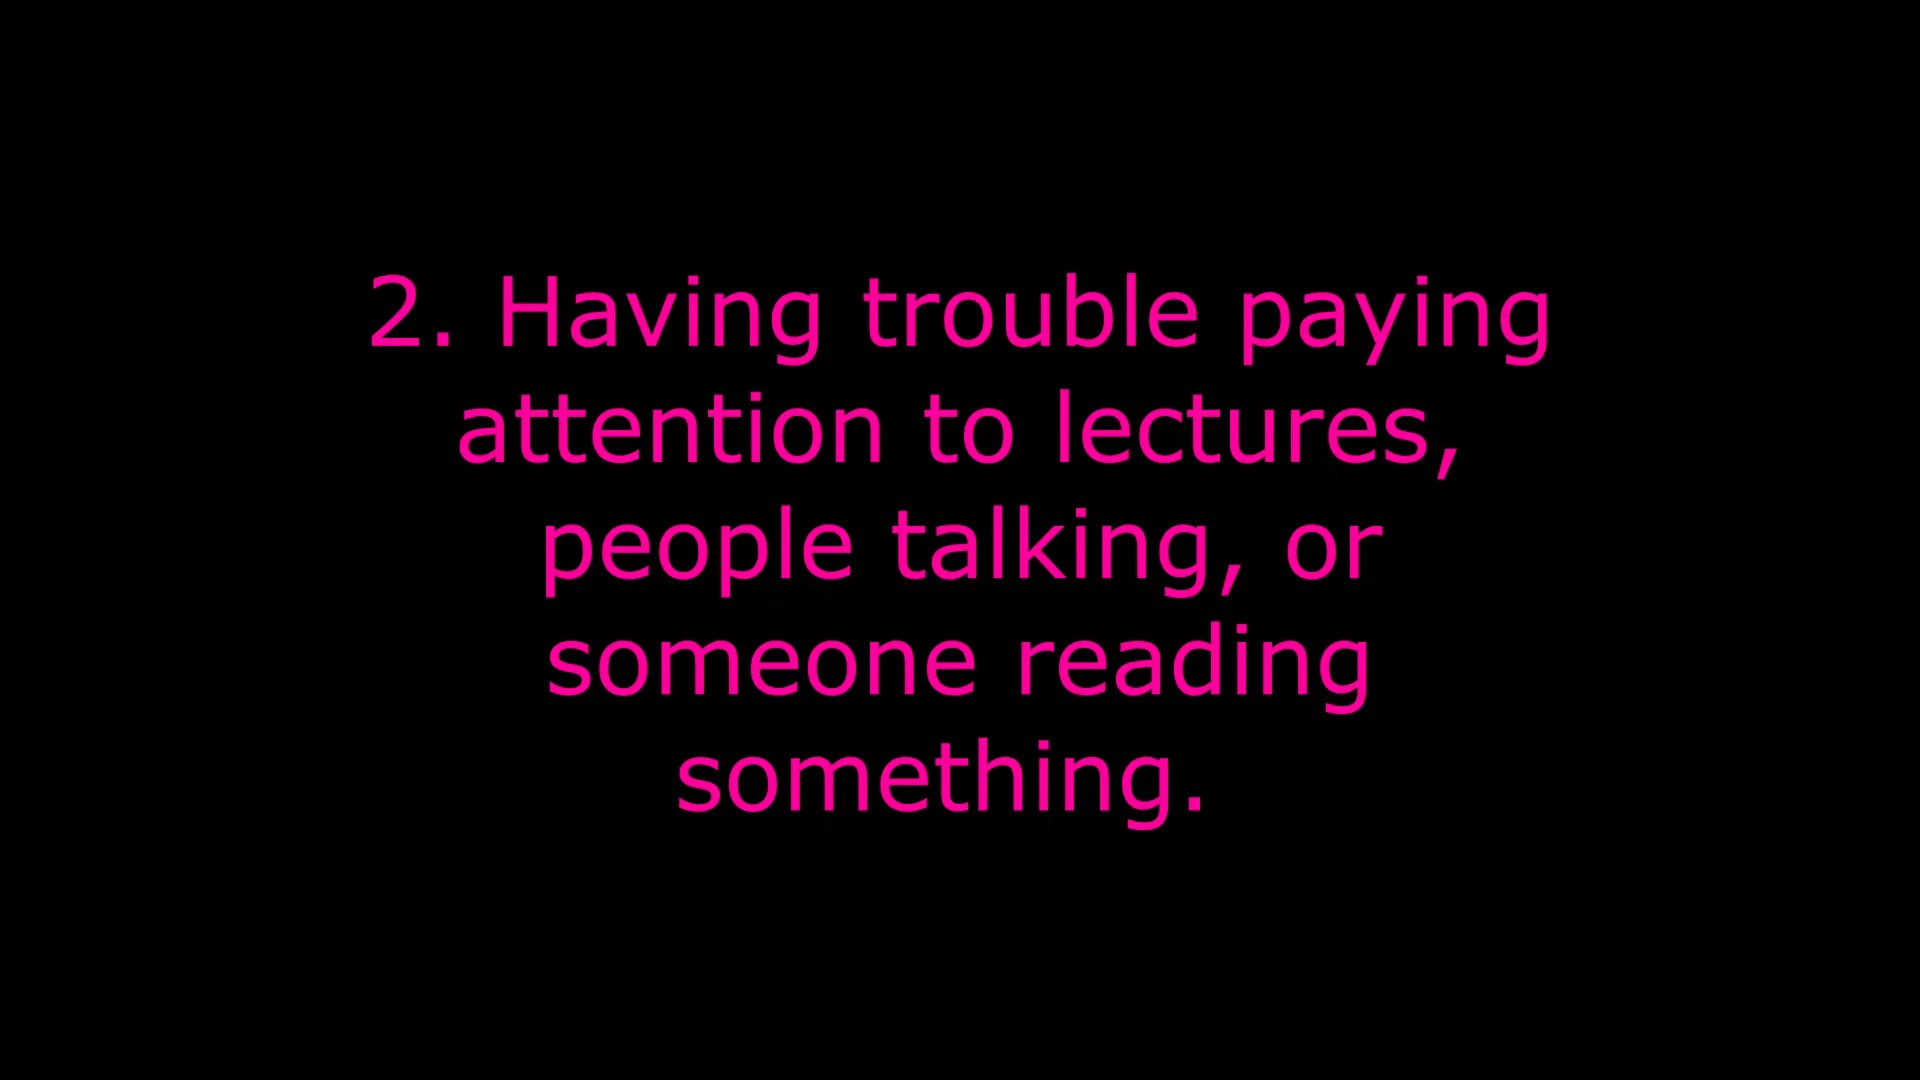 2. Having trouble paying
attention to lectures,
people talking, or
someone reading
something.